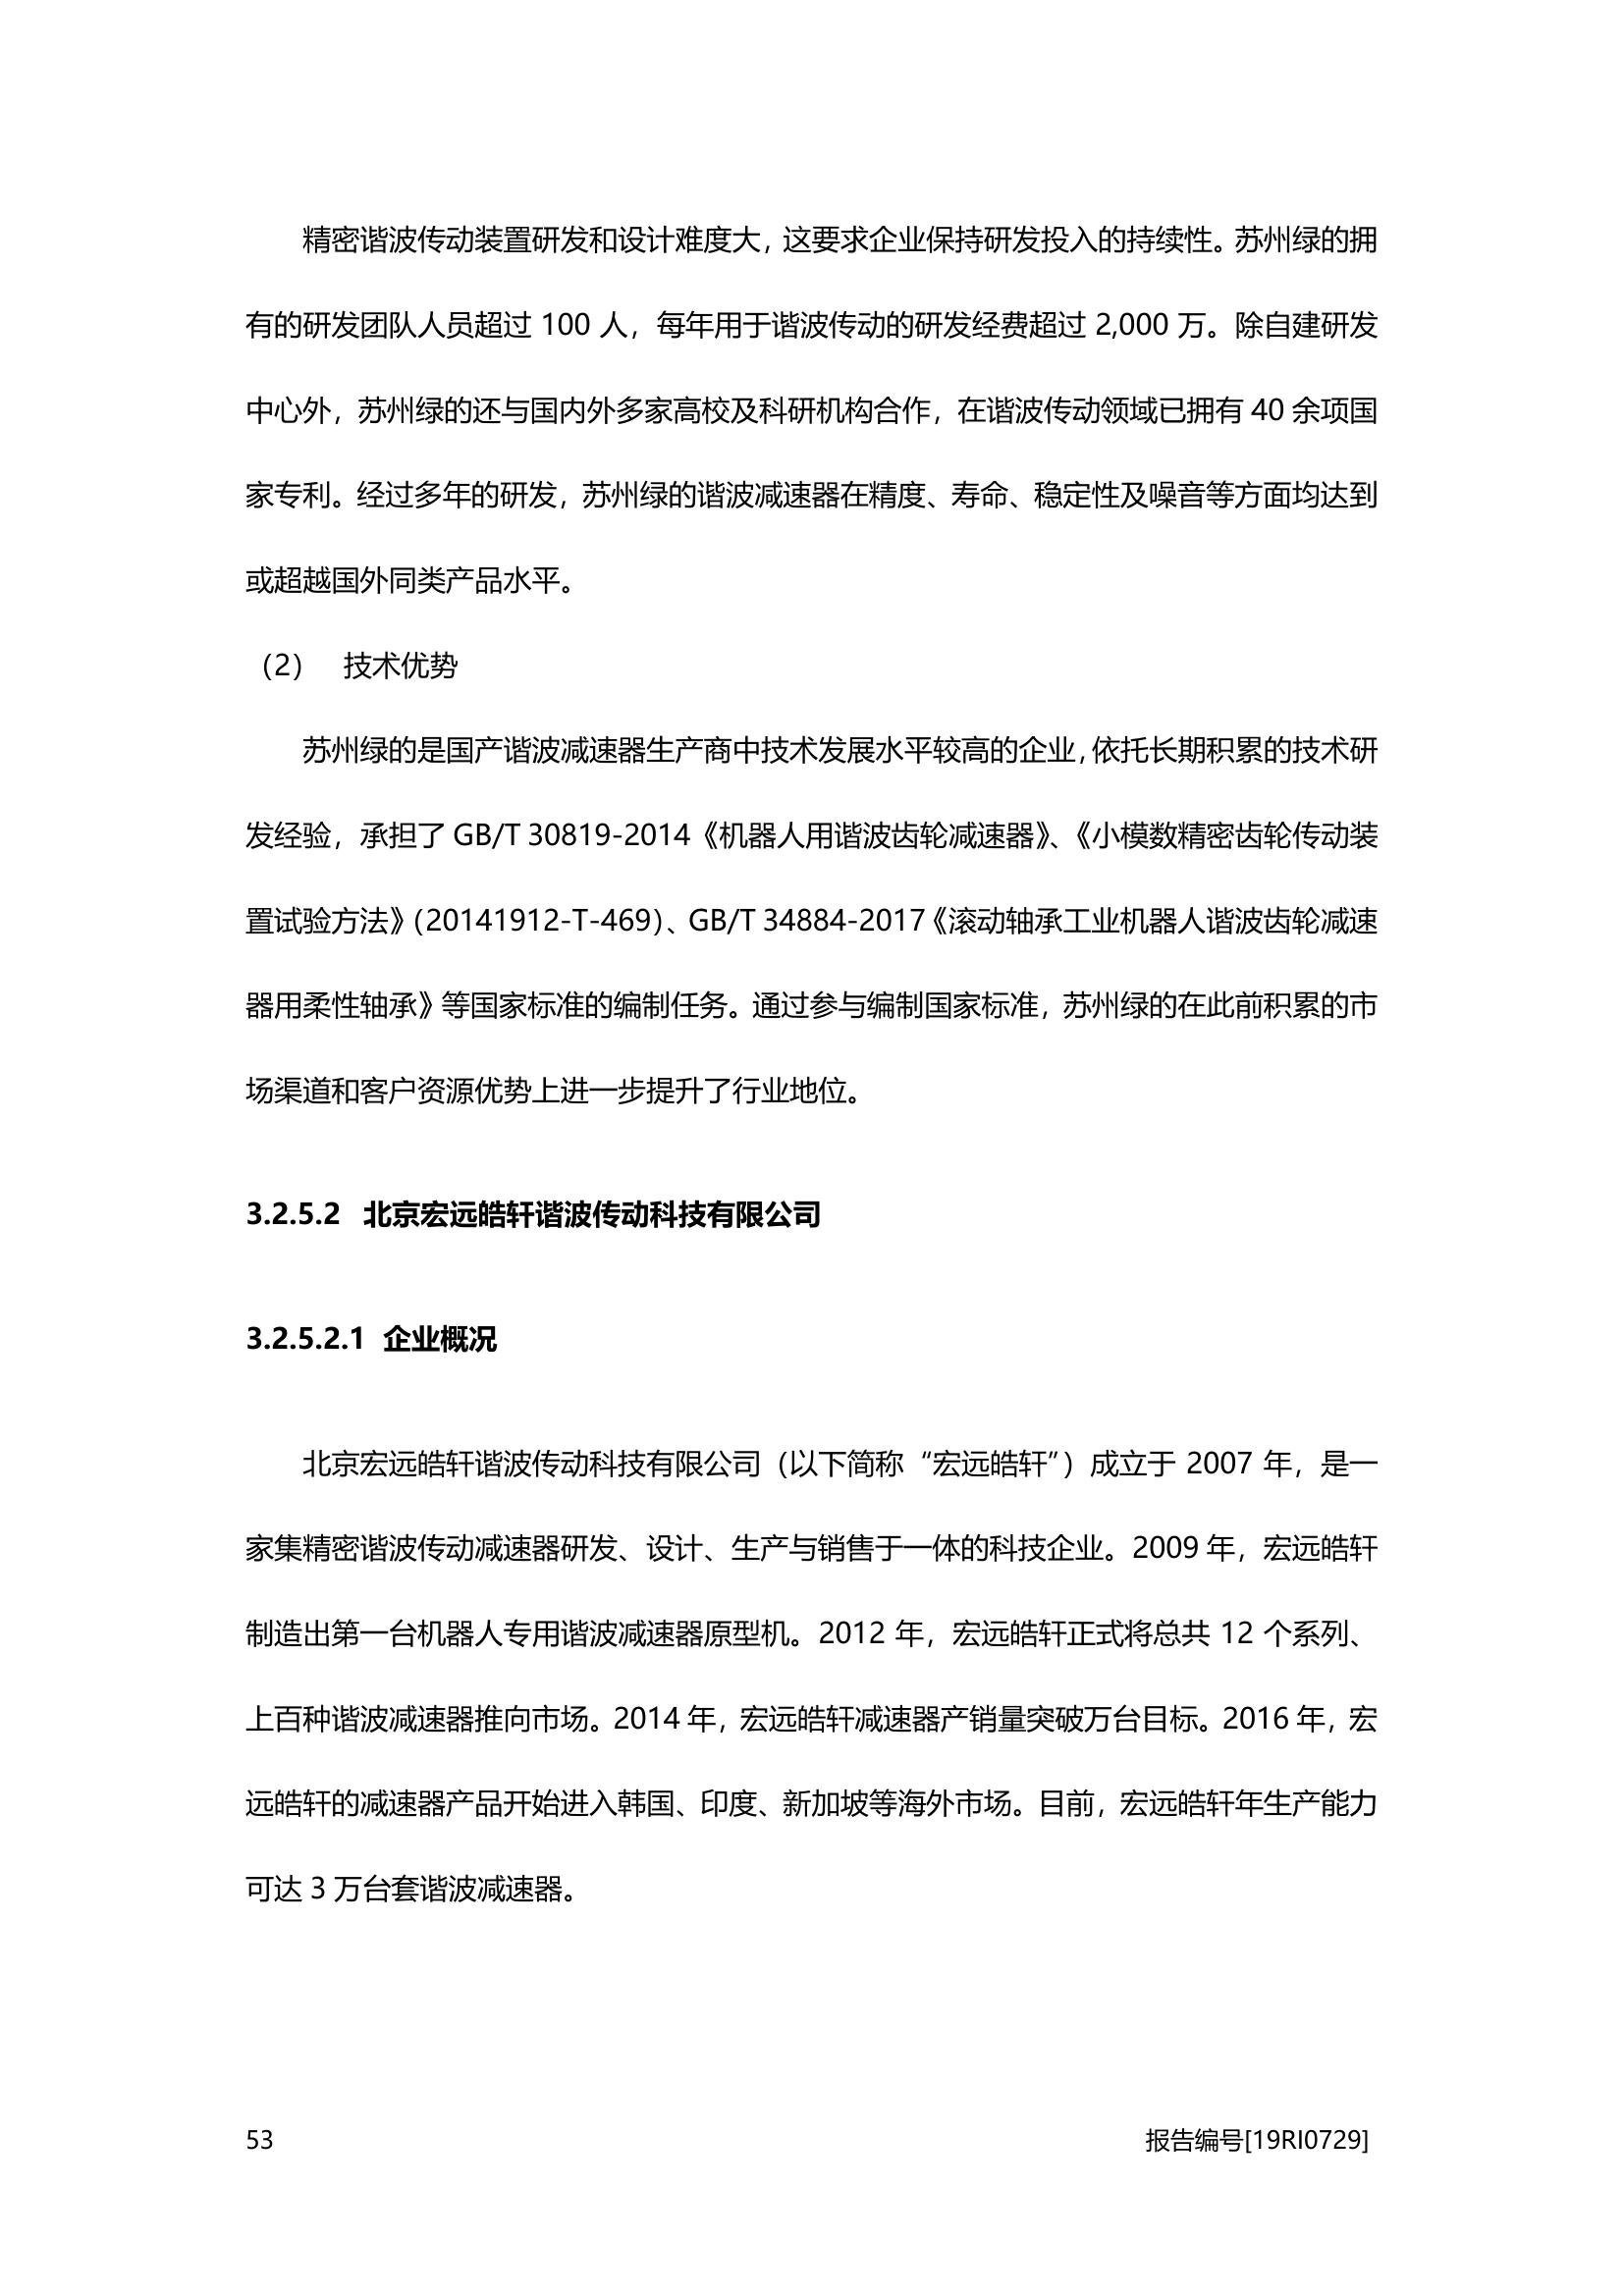 精密谐波传动装置研发和设计难度大，这要求企业保持研发投入的持续性。苏州绿的拥
有的研发团队人员超过 100 人，每年用于谐波传动的研发经费超过 2,000 万。除自建研发
中心外，苏州绿的还与国内外多家高校及科研机构合作，在谐波传动领域已拥有 40 余项国
家专利。经过多年的研发，苏州绿的谐波减速器在精度、寿命、稳定性及噪音等方面均达到
或超越国外同类产品水平。
（2） 技术优势
苏州绿的是国产谐波减速器生产商中技术发展水平较高的企业，依托长期积累的技术研
发经验，承担了 GB/T 30819-2014《机器人用谐波齿轮减速器》、《小模数精密齿轮传动装
置试验方法》（20141912-T-469）、GB/T 34884-2017《滚动轴承工业机器人谐波齿轮减速
器用柔性轴承》等国家标准的编制任务。通过参与编制国家标准，苏州绿的在此前积累的市
场渠道和客户资源优势上进一步提升了行业地位。
3.2.5.2 北京宏远皓轩谐波传动科技有限公司
3.2.5.2.1 企业概况
北京宏远皓轩谐波传动科技有限公司（以下简称“宏远皓轩”）成立于 2007 年，是一
家集精密谐波传动减速器研发、设计、生产与销售于一体的科技企业。2009 年，宏远皓轩
制造出第一台机器人专用谐波减速器原型机。2012 年，宏远皓轩正式将总共 12 个系列、
上百种谐波减速器推向市场。2014 年，宏远皓轩减速器产销量突破万台目标。2016 年，宏
远皓轩的减速器产品开始进入韩国、印度、新加坡等海外市场。目前，宏远皓轩年生产能力
可达 3 万台套谐波减速器。
53 报告编号[19RI0729]